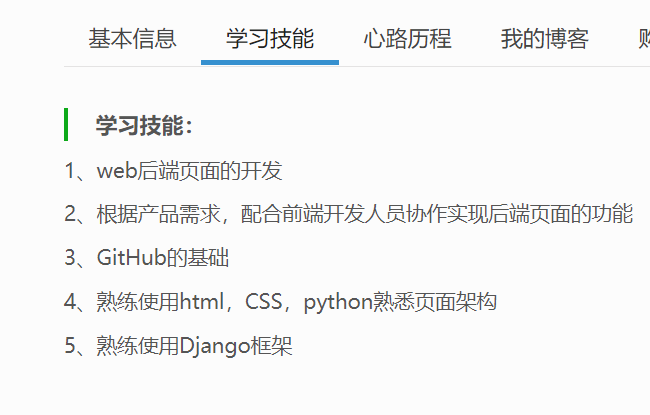 基本信息 学习技能 心路历程 我的博客
学习技能：
1、web后端页面的开发
2、根据产品需求，配合前端开发人员协作实现后端页面的功能
3、GitHub的基础
4、熟练使用html，CSS，python熟悉页面架构
5、熟练使用Django框架